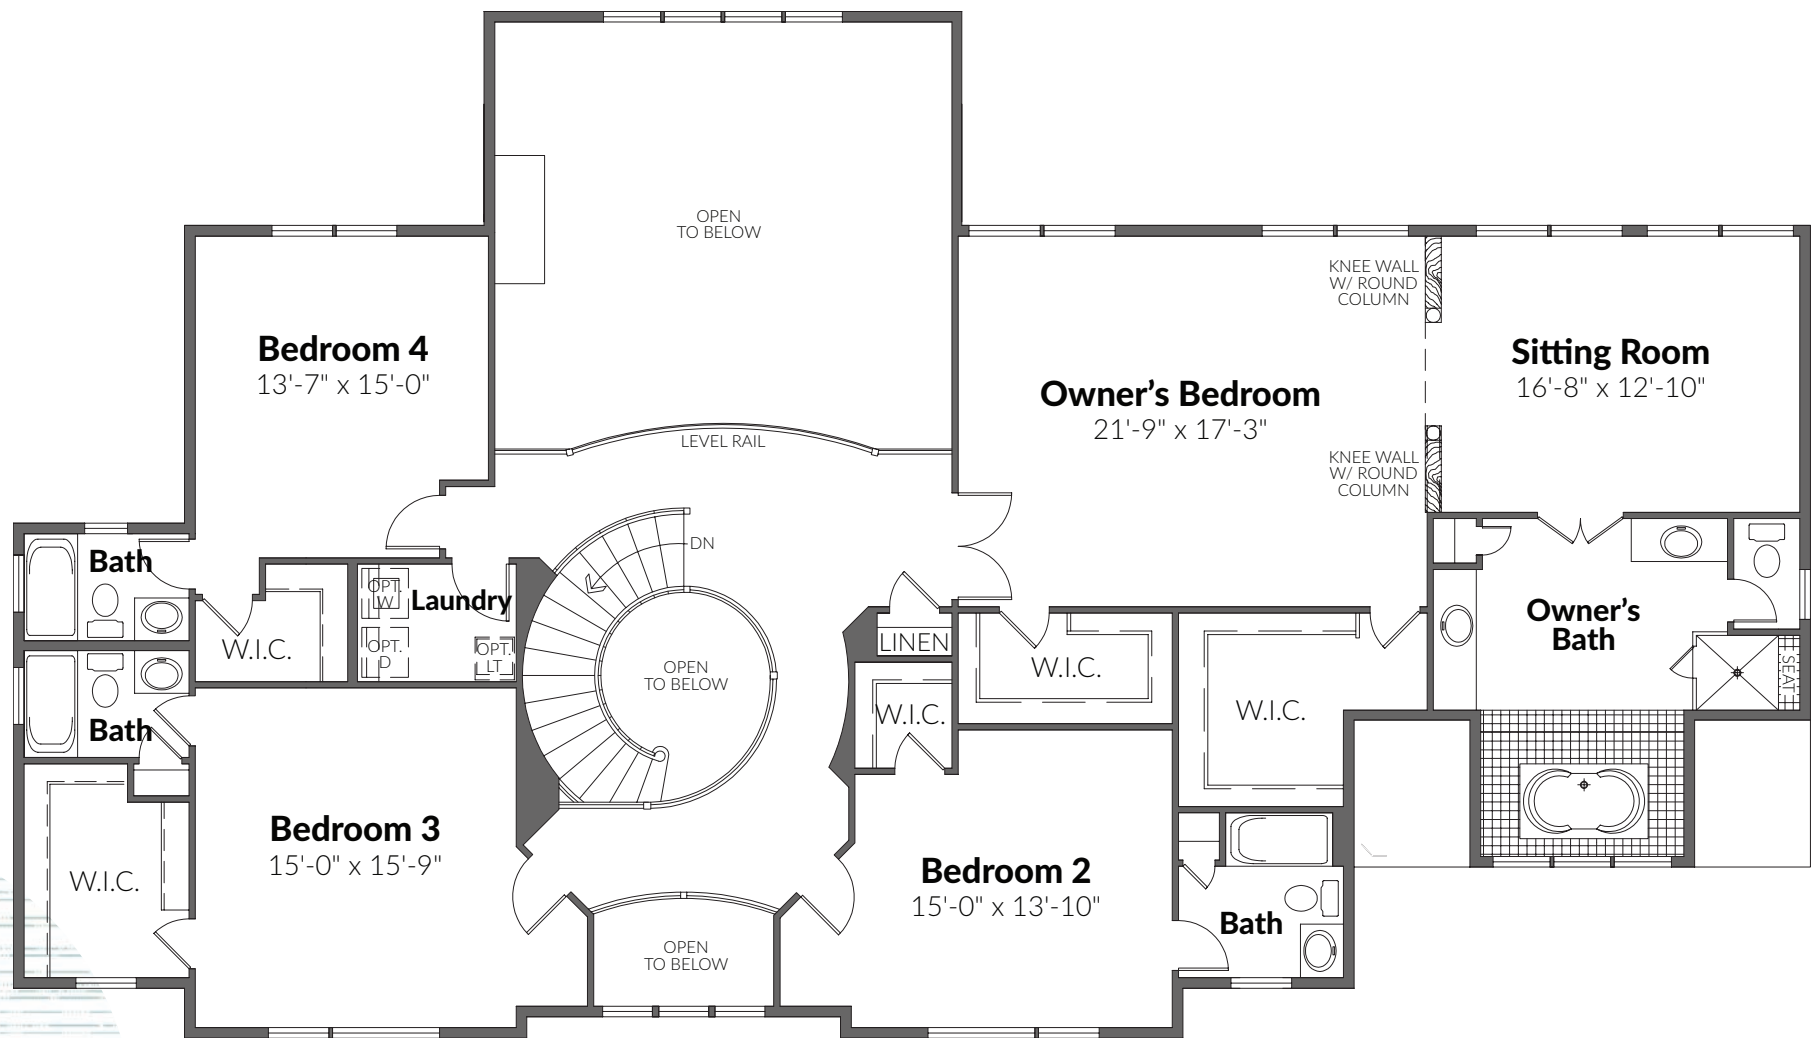 OPEN
TO BELOW
KNEE WALL
W/ ROUND
COLUMN
Bedroom 4
13'-7" x 15'-0"
Sitting Room
16'-8" x 12'-10"
Owner’s Bedroom
21'-9" x 17'-3"
LEVEL RAIL
KNEE WALL
W/ ROUND
COLUMN
DN
Bath
OPT.
W
Laundry
OPT.
D
OPT.
LT
W.I.C.
LINEN
W.I.C.
Owner’s
Bath
SEAT
OPEN
TO BELOW
W.I.C.
W.I.C.
Bath
Bedroom 3
15'-0" x 15'-9"
W.I.C.
Bedroom 2
15'-0" x 13'-10"
Bath
OPEN
TO BELOW